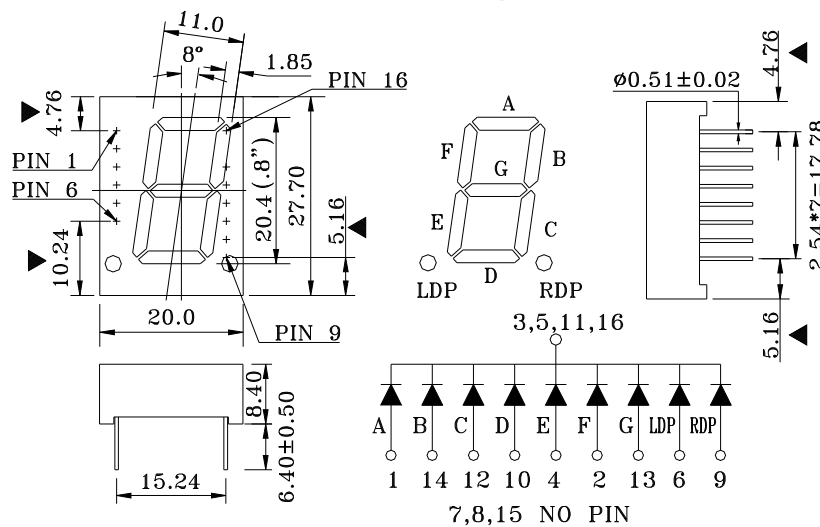 11.0
8°
1.85
PIN 16
4.76
PIN 1
PIN 6
10.24
20.4 (.8")
27.70
5.16
20.0
PIN 9
A
F
B
G
E
C
D
LDP
RDP
4.76
ø0.51±0.02
2.54*7=17.78
5.16
8.40
6.40±0.50
15.24
3,5,11,16
A B C D E F G LDP RDP
1 14 12 10 4 2 13 6 9
7,8,15 NO PIN